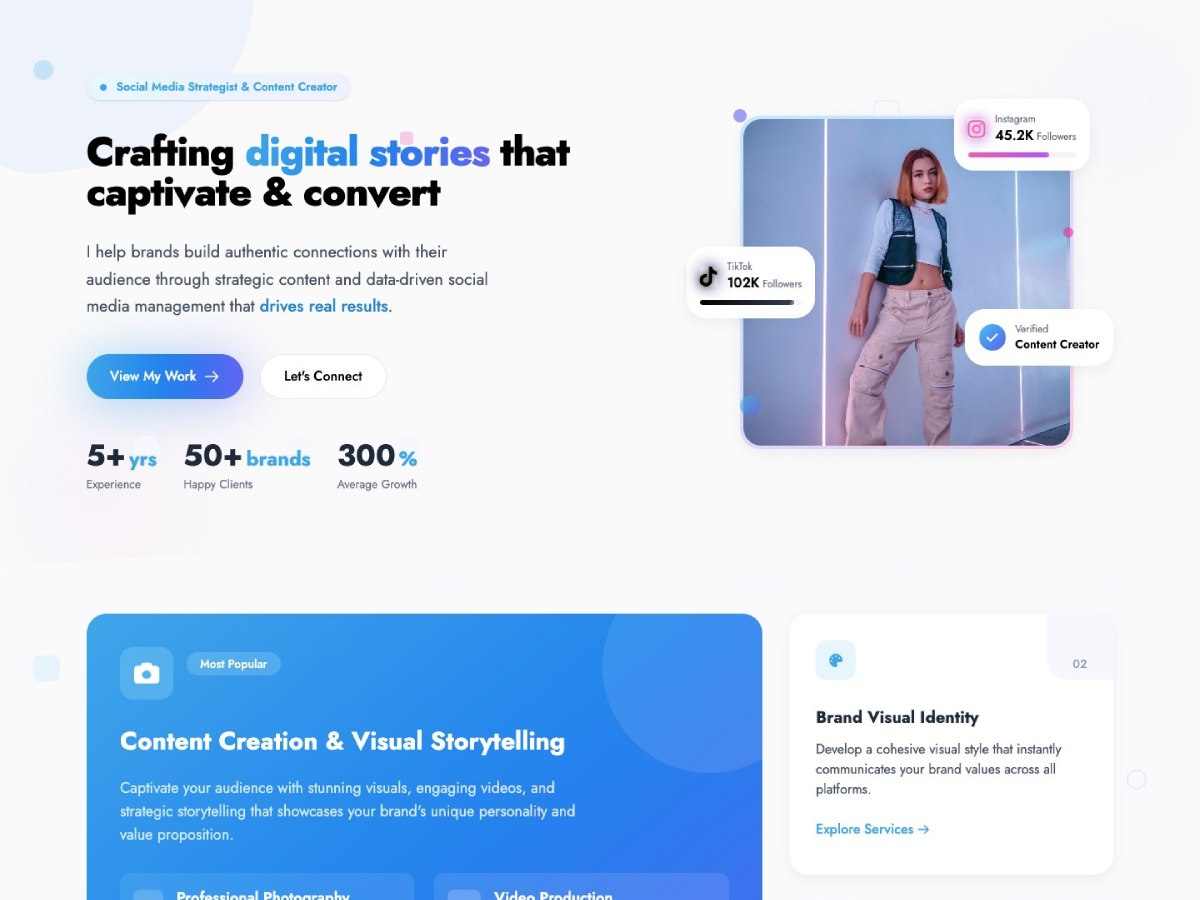 Social Media Strategist & Content Creator
Crafting digital stories that
captivate & convert
I help brands build authentic connections with their
audience through strategic content and data-driven social
media management that drives real results.
View My Work →
Let's Connect
5+ yrs
Experience
50+ brands
Happy Clients
300 %
Average Growth
Instagram
45.2K Followers
TikTok
102K Followers
Verified
Content Creator
Most Popular
Content Creation & Visual Storytelling
Captivate your audience with stunning visuals, engaging videos, and
strategic storytelling that showcases your brand's unique personality and
value proposition.
Professional Photography
Video Production
02
Brand Visual Identity
Develop a cohesive visual style that instantly
communicates your brand values across all
platforms.
Explore Services →